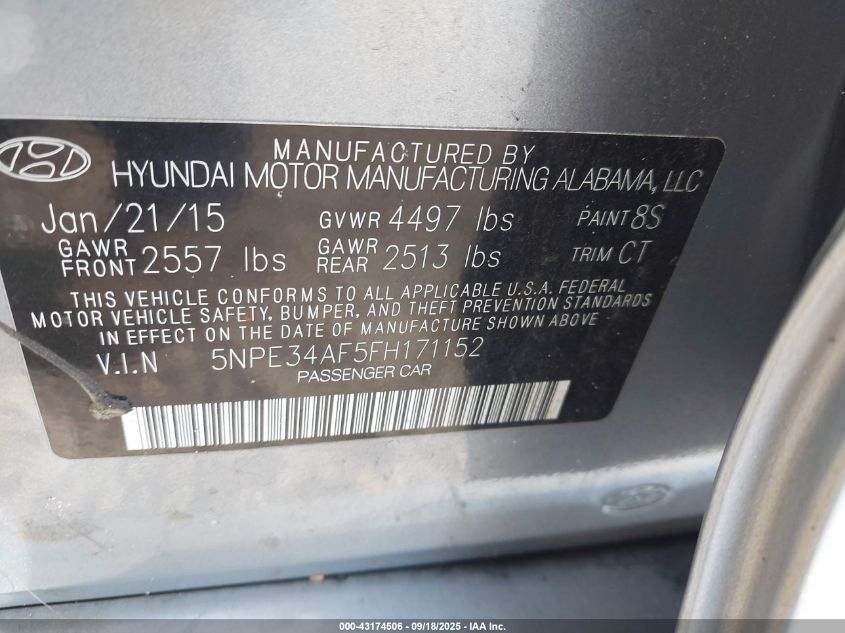 MANUFACTURED BY
HYUNDAI MOTOR MANUFACTURING ALABAMA, LLC
Jan/21/15 GVWR 4497 lbs PAINT 8S
GAWR FRONT 2557 lbs GAWR REAR 2513 lbs TRIM CT
THIS VEHICLE CONFORMS TO ALL APPLICABLE U.S.A. FEDERAL
MOTOR VEHICLE SAFETY, BUMPER, AND THEFT PREVENTION STANDARDS
IN EFFECT ON THE DATE OF MANUFACTURE SHOWN ABOVE
V.I.N 5NPE34AF5FH171152
PASSENGER CAR
000-43174506 - 09/18/2025 - IAA Inc.